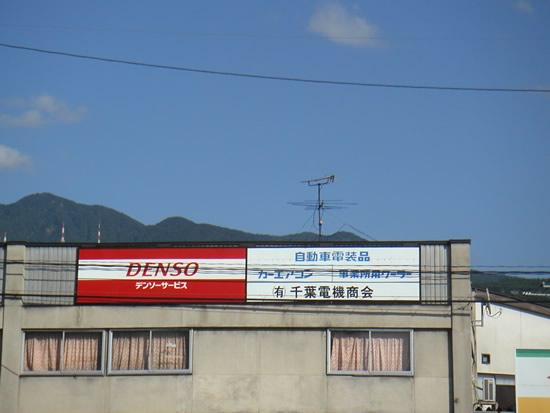 DENSO
デンソーサービス
自動車電装品
カーエアコン 事業所用クーラー
㈲千葉電機商会